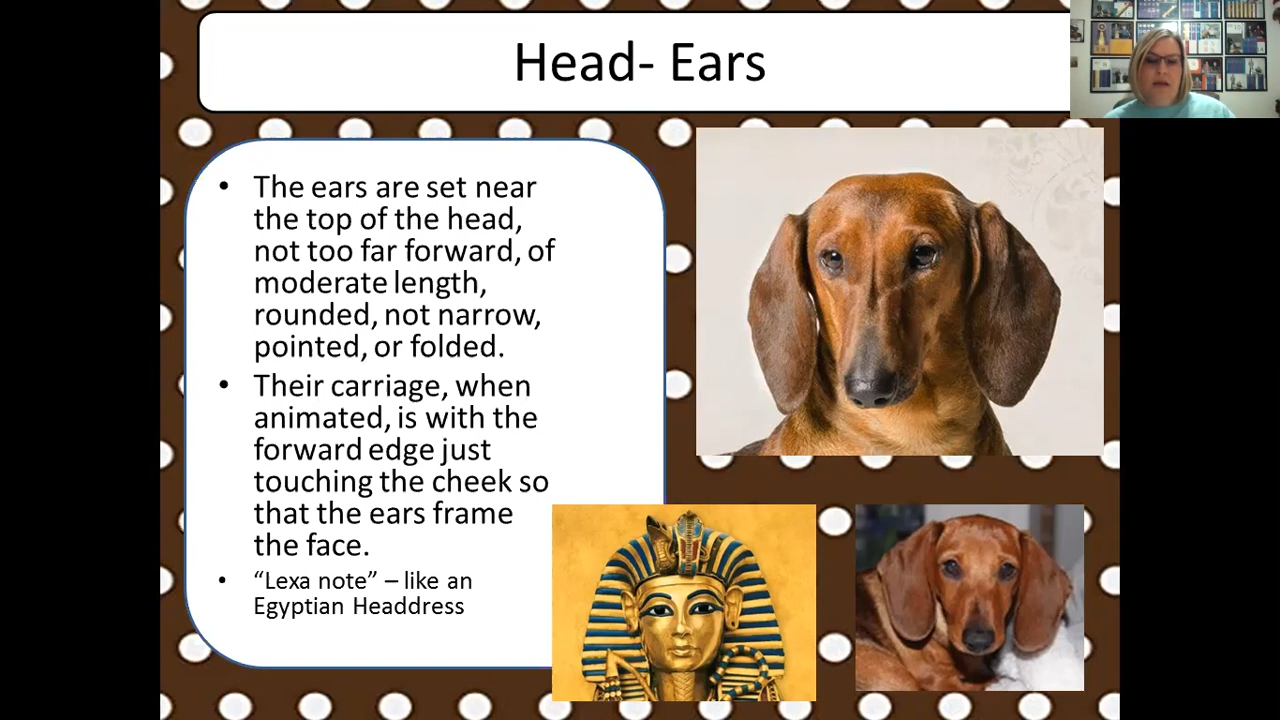 Head- Ears
• The ears are set near
the top of the head,
not too far forward, of
moderate length,
rounded, not narrow,
pointed, or folded.
• Their carriage, when
animated, is with the
forward edge just
touching the cheek so
that the ears frame
the face.
• “Lexa note” – like an
Egyptian Headdress